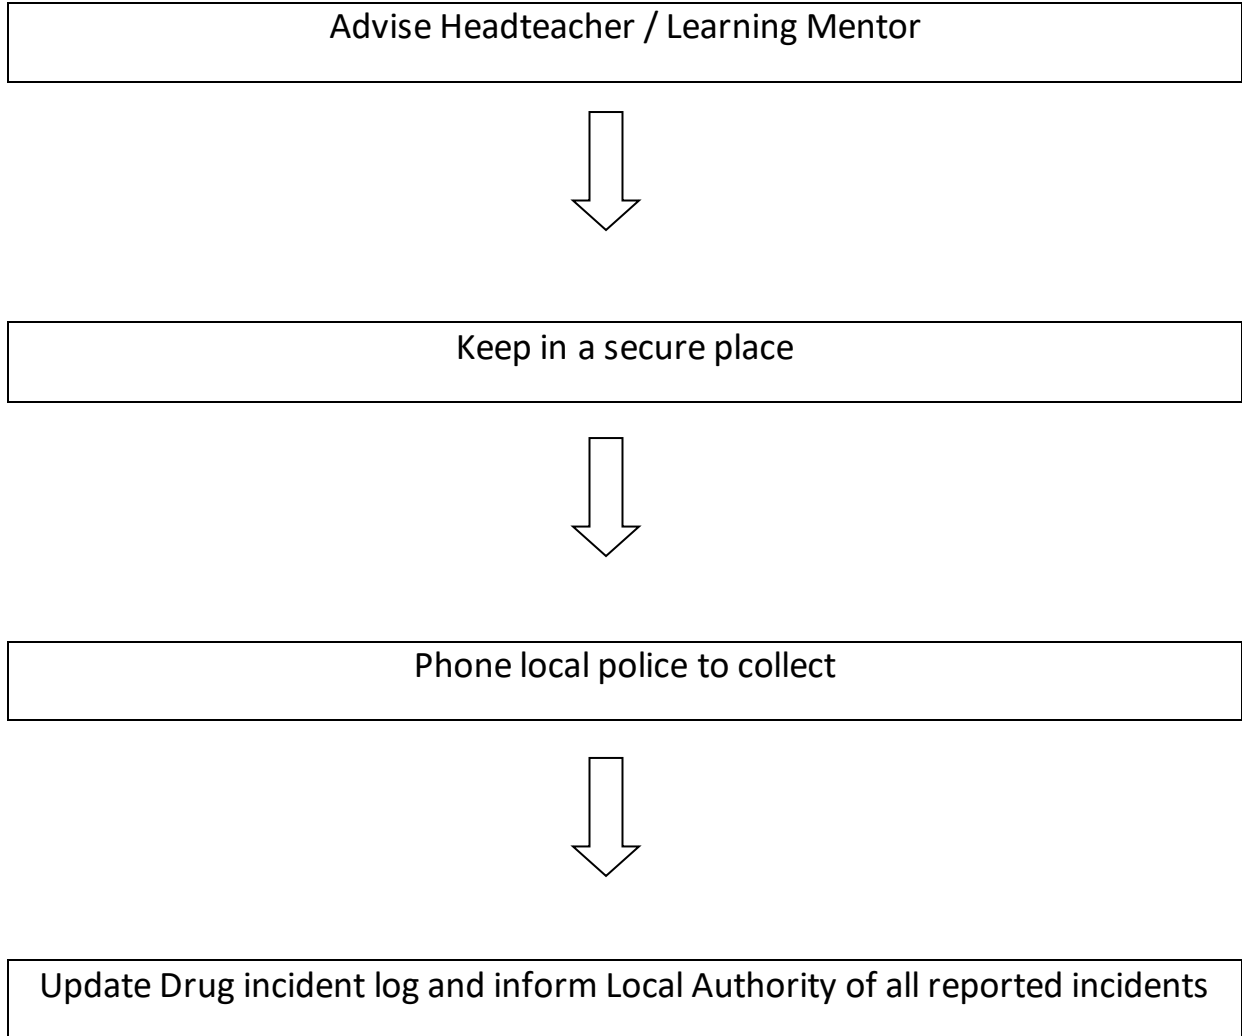 Advise Headteacher / Learning Mentor
Keep in a secure place
Phone local police to collect
Update Drug incident log and inform Local Authority of all reported incidents